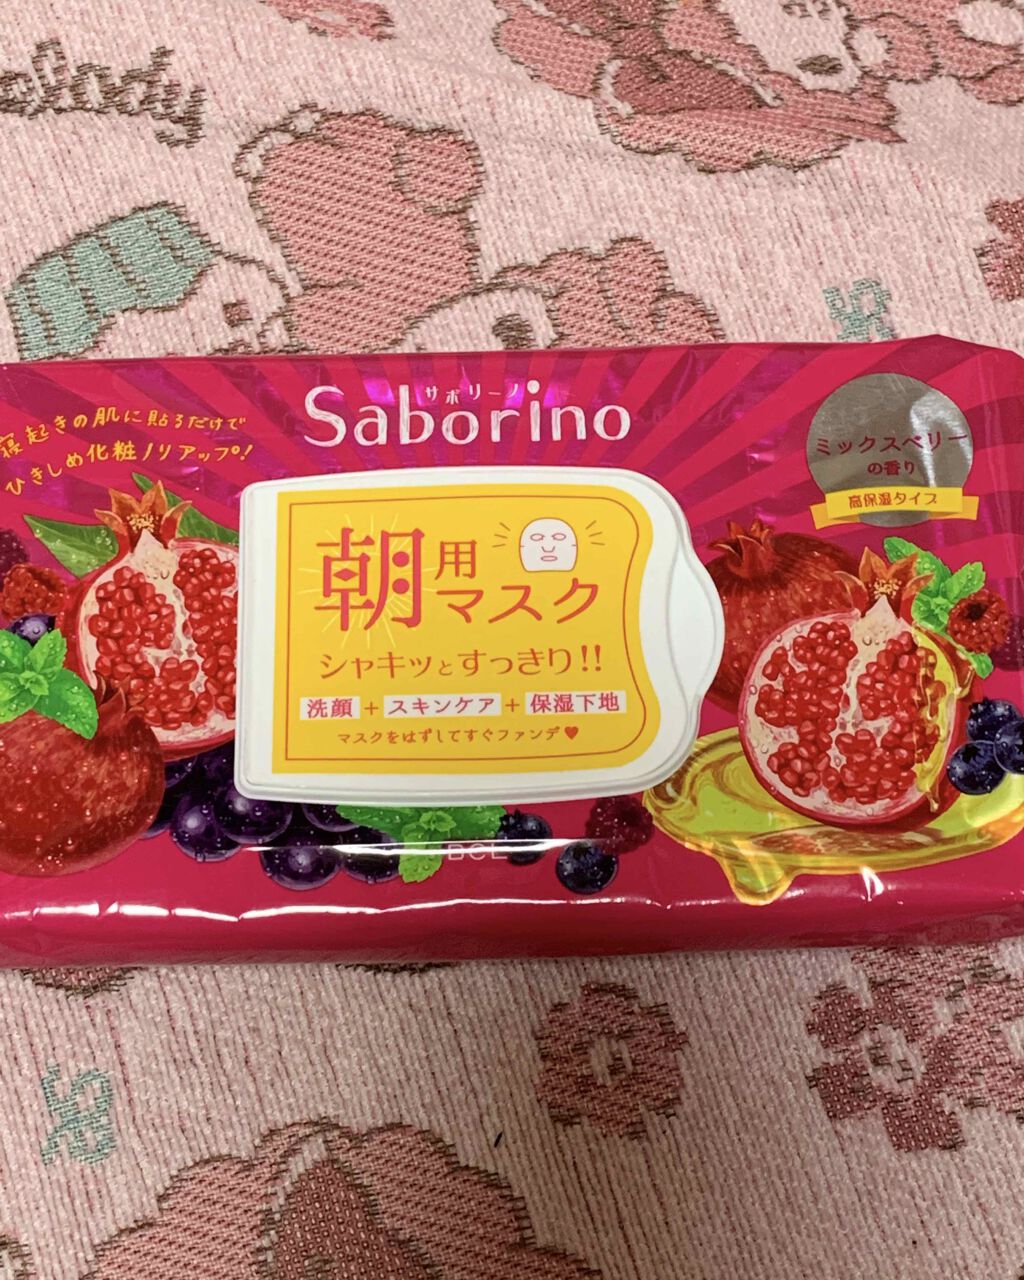 elody
サボリーノ
Saborino
寝起きの肌に貼るだけで
ひきしめ化粧ノリアップ!
ミックスベリー
の香り
高保湿タイプ
朝用
マスク
シャキッとすっきり!!
洗顔 + スキンケア + 保湿下地
マスクをはずしてすぐファンデ♥
BCL